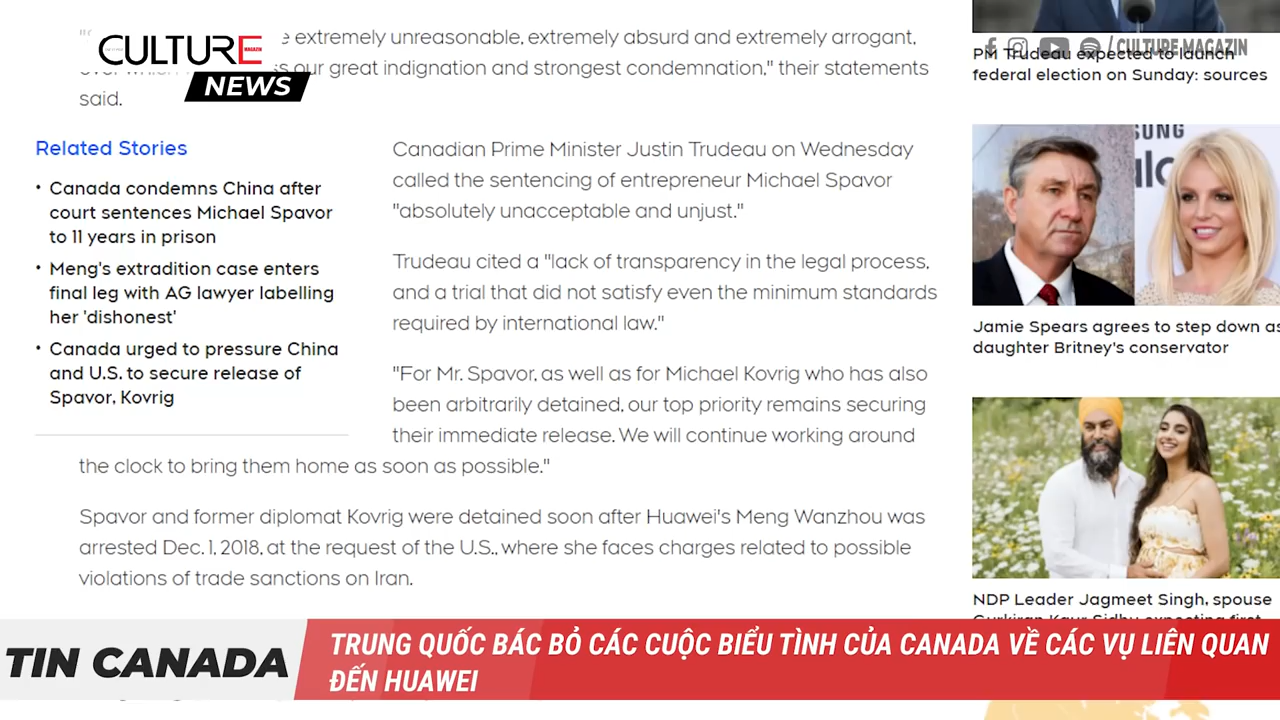 CULTURE
MAGAZIN
NEWS
extremely unreasonable, extremely absurd and extremely arrogant,
our great indignation and strongest condemnation," their statements
said.
Related Stories
• Canada condemns China after
court sentences Michael Spavor
to 11 years in prison
• Meng's extradition case enters
final leg with AG lawyer labelling
her 'dishonest'
• Canada urged to pressure China
and U.S. to secure release of
Spavor, Kovrig
Canadian Prime Minister Justin Trudeau on Wednesday
called the sentencing of entrepreneur Michael Spavor
"absolutely unacceptable and unjust."
Trudeau cited a "lack of transparency in the legal process,
and a trial that did not satisfy even the minimum standards
required by international law."
"For Mr. Spavor, as well as for Michael Kovrig who has also
been arbitrarily detained, our top priority remains securing
their immediate release. We will continue working around
the clock to bring them home as soon as possible."
Spavor and former diplomat Kovrig were detained soon after Huawei's Meng Wanzhou was
arrested Dec. 1, 2018, at the request of the U.S., where she faces charges related to possible
violations of trade sanctions on Iran.
/CULTURE MAGAZIN
PM Trudeau expected to launch
federal election on Sunday: sources
SUNG
Jamie Spears agrees to step down as
daughter Britney's conservator
NDP Leader Jagmeet Singh, spouse
Gurkiran Kaur Sidhu expecting first
TIN CANADA
TRUNG QUỐC BÁC BỎ CÁC CUỘC BIỂU TÌNH CỦA CANADA VỀ CÁC VỤ LIÊN QUAN
ĐẾN HUAWEI